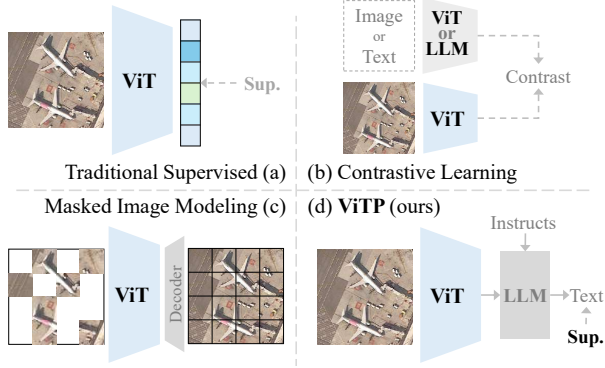 ViT
Sup.
Traditional Supervised (a)
Image
or
Text
ViT
or
LLM
Contrast
ViT
(b) Contrastive Learning
Masked Image Modeling (c)
ViT
Decoder
(d) ViTP (ours)
Instructs
ViT
LLM
Text
Sup.